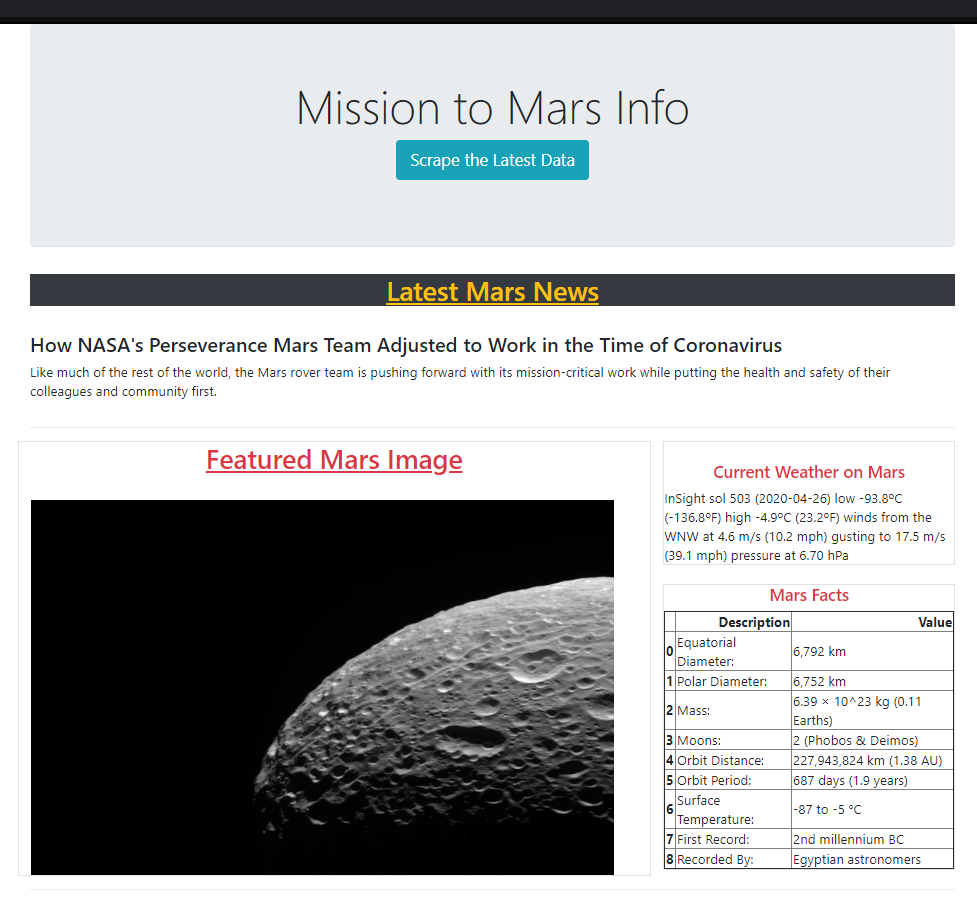 Mission to Mars Info
Scrape the Latest Data
Latest Mars News
How NASA's Perseverance Mars Team Adjusted to Work in the Time of Coronavirus
Like much of the rest of the world, the Mars rover team is pushing forward with its mission-critical work while putting the health and safety of their
colleagues and community first.
Featured Mars Image
Current Weather on Mars
InSight sol 503 (2020-04-26) low -93.8ºC
(-136.8ºF) high -4.9ºC (23.2ºF) winds from the
WNW at 4.6 m/s (10.2 mph) gusting to 17.5 m/s
(39.1 mph) pressure at 6.70 hPa
Mars Facts
Description Value
0 Equatorial Diameter: 6,792 km
1 Polar Diameter: 6,752 km
2 Mass: 6.39 × 10^23 kg (0.11 Earths)
3 Moons: 2 (Phobos & Deimos)
4 Orbit Distance: 227,943,824 km (1.38 AU)
5 Orbit Period: 687 days (1.9 years)
6 Surface Temperature: -87 to -5 °C
7 First Record: 2nd millennium BC
8 Recorded By: Egyptian astronomers